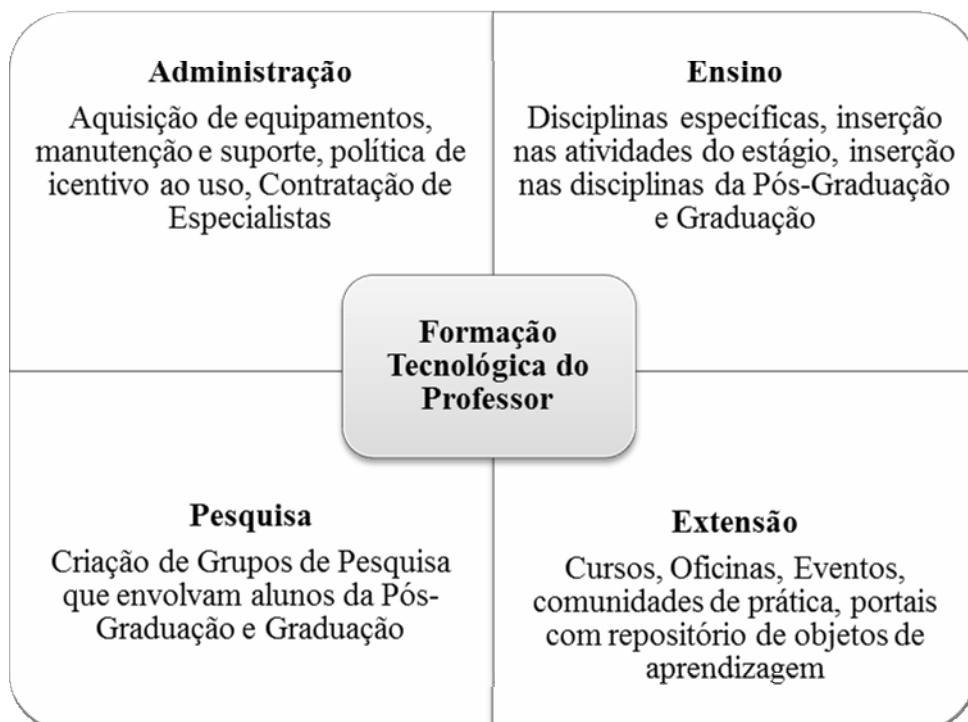 Administração
Aquisição de equipamentos,
manutenção e suporte, política de
icentivo ao uso, Contratação de
Especialistas
Ensino
Disciplinas específicas, inserção
nas atividades do estágio, inserção
nas disciplinas da Pós-Graduação
e Graduação
Formação
Tecnológica do
Professor
Pesquisa
Criação de Grupos de Pesquisa
que envolvam alunos da Pós-
Graduação e Graduação
Extensão
Cursos, Oficinas, Eventos,
comunidades de prática, portais
com repositório de objetos de
aprendizagem